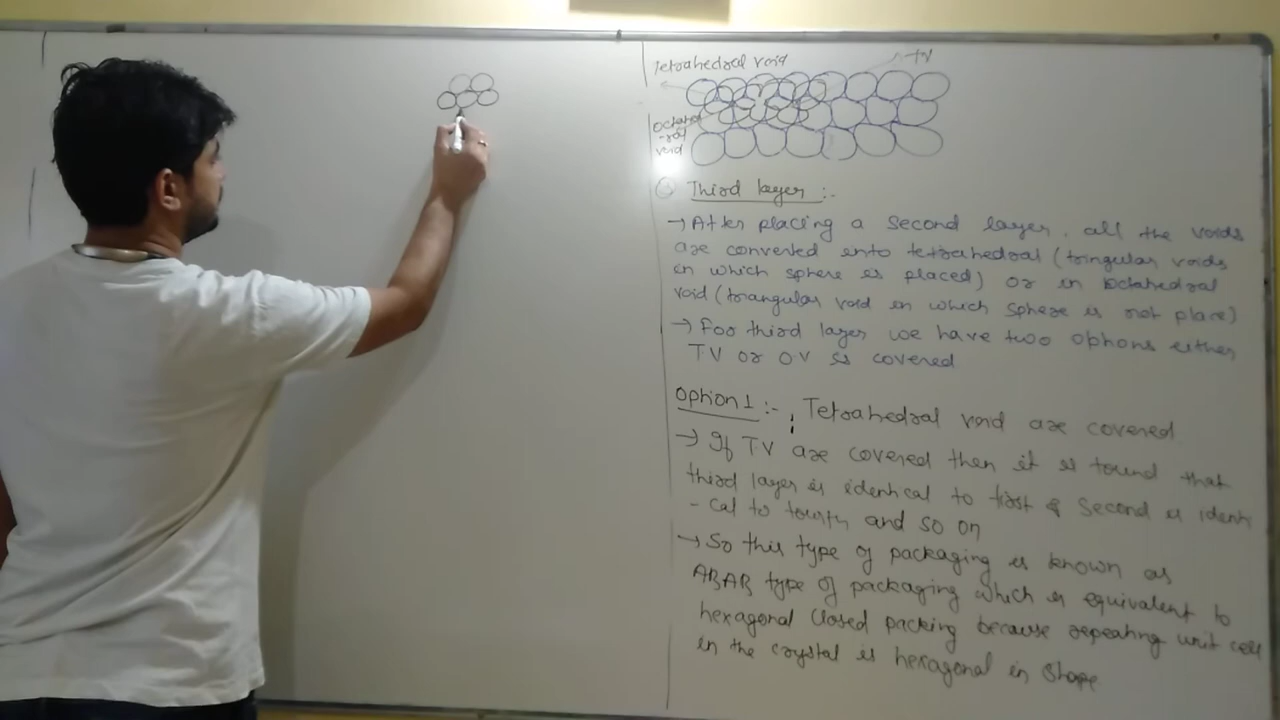 Tetrahedral void
TV
octahed
-ral
void
Third layer :-
→ After placing a second layer, all the voids
are converted into tetrahedral (tringular voids
in which sphere is placed) or in octahedral
void (triangular void in which sphere is not place)
→ For third layer we have two options either
TV or OV is covered
Option 1 :- Tetrahedral void are covered
→ If TV are covered then it is found that
third layer is identical to first & second is identi
- cal to fourth and so on
→ So this type of packaging is known as
ABAB type of packaging which is equivalent to
hexagonal closed packing because repeating unit cell
in the crystal is hexagonal in shape